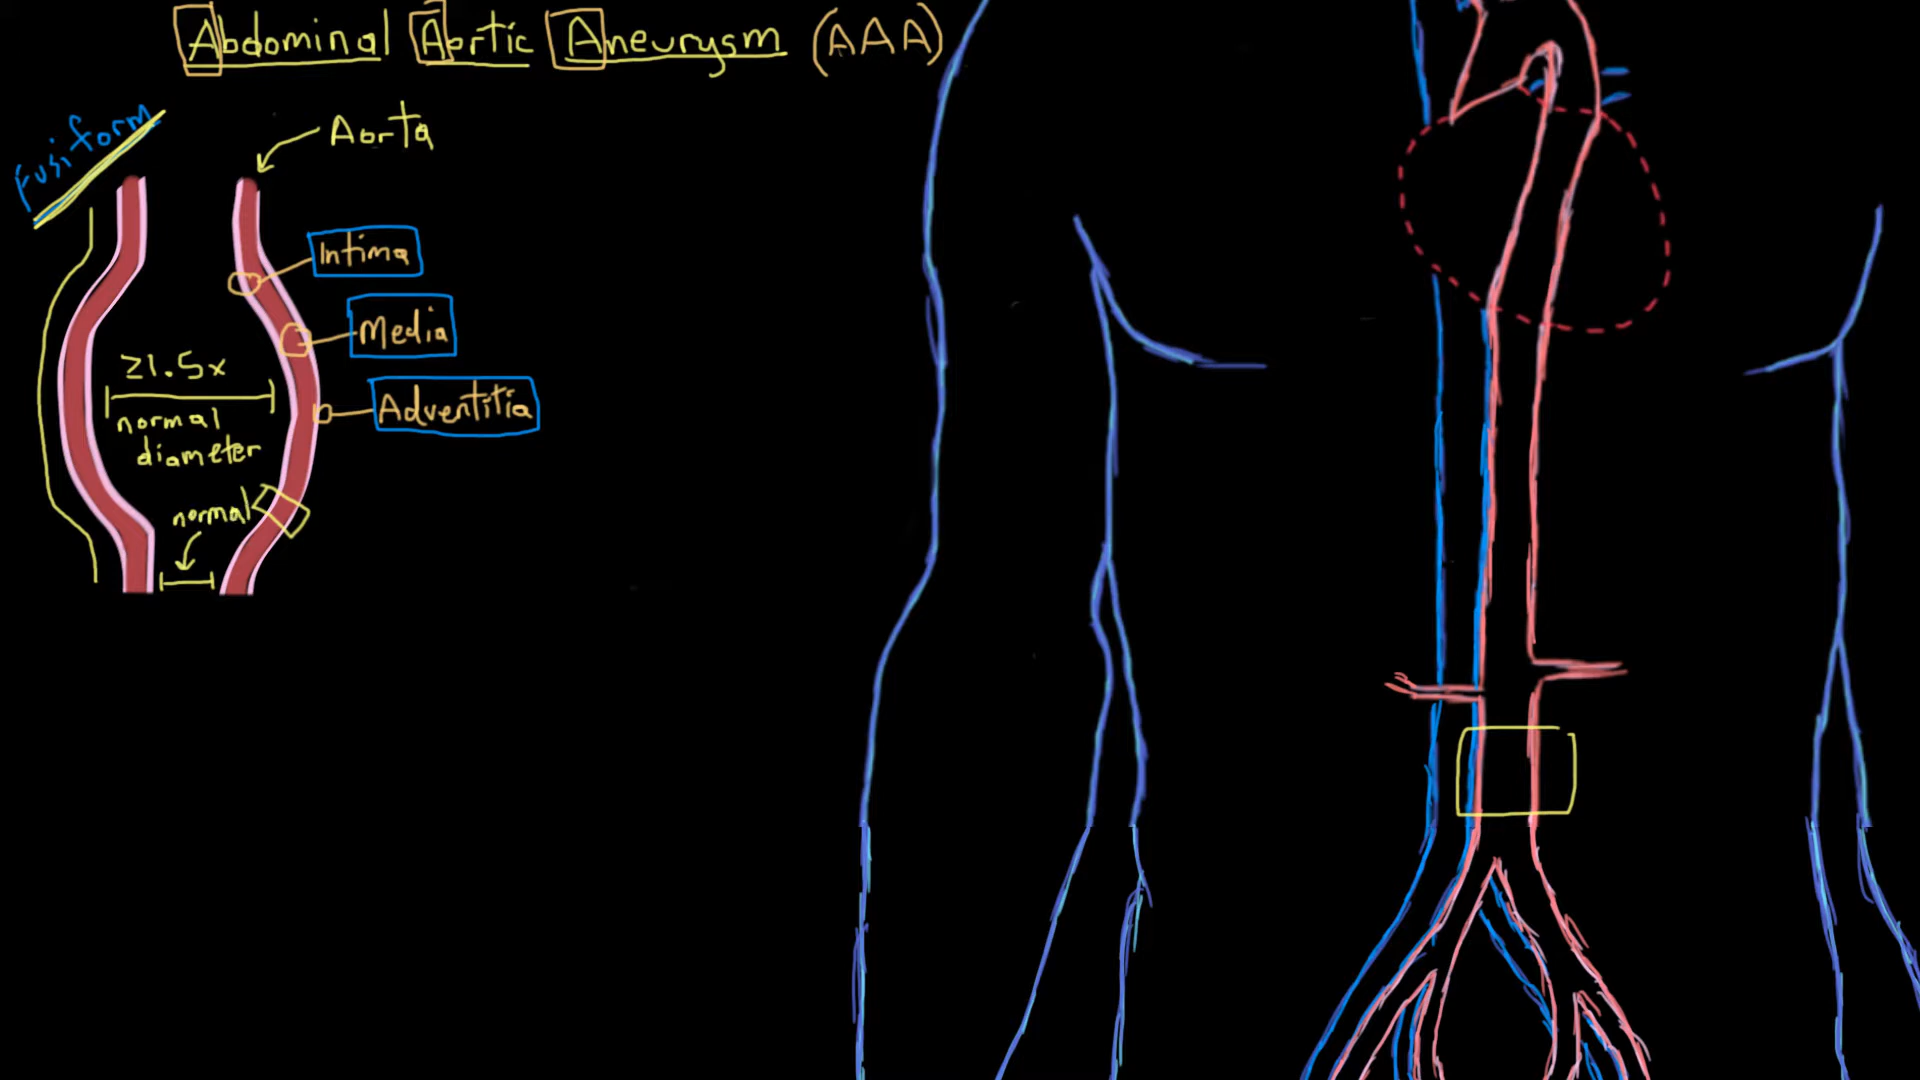 Abdominal Aortic Aneurysm (AAA)
Fusiform
Aorta
Intima
Media
Adventitia
≥1.5x
normal
diameter
normal